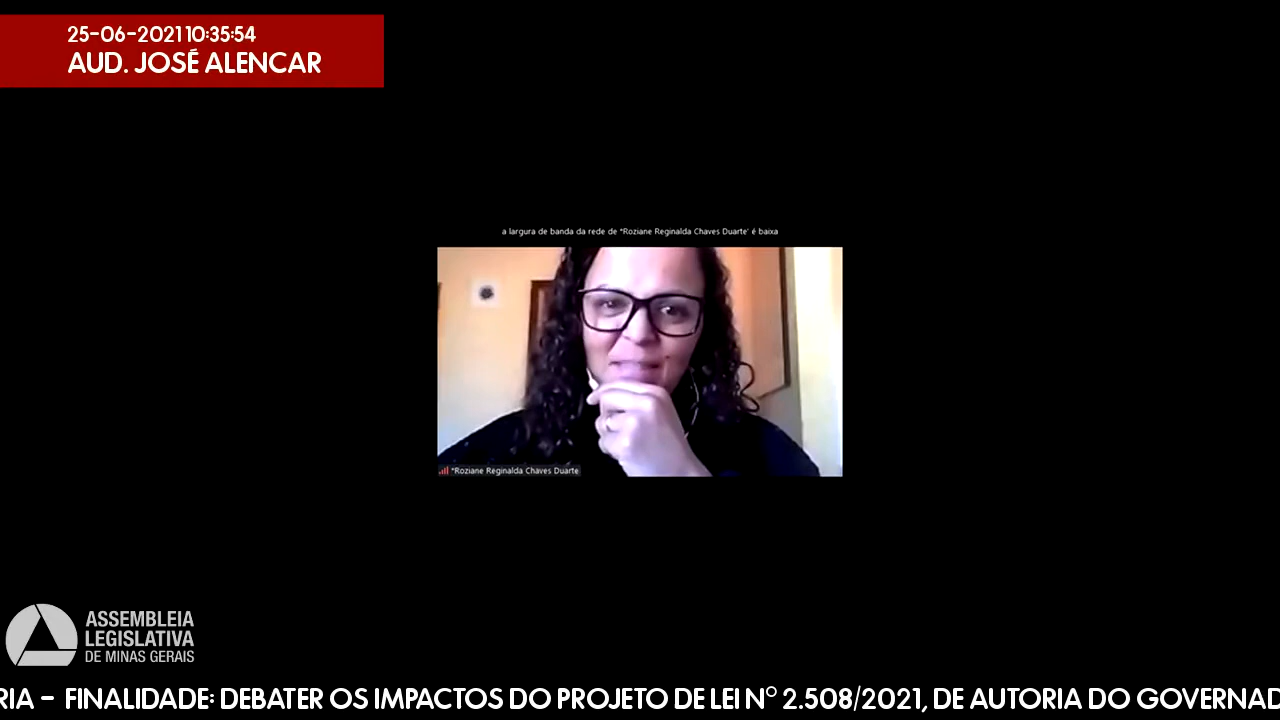 25-06-2021 10:35:54
AUD. JOSÉ ALENCAR
a largura de banda da rede de "Roziane Reginalda Chaves Duarte' é baixa
"Roziane Reginalda Chaves Duarte
ASSEMBLEIA
LEGISLATIVA
DE MINAS GERAIS
RIA - FINALIDADE: DEBATER OS IMPACTOS DO PROJETO DE LEI Nº 2.508/2021, DE AUTORIA DO GOVERNAD